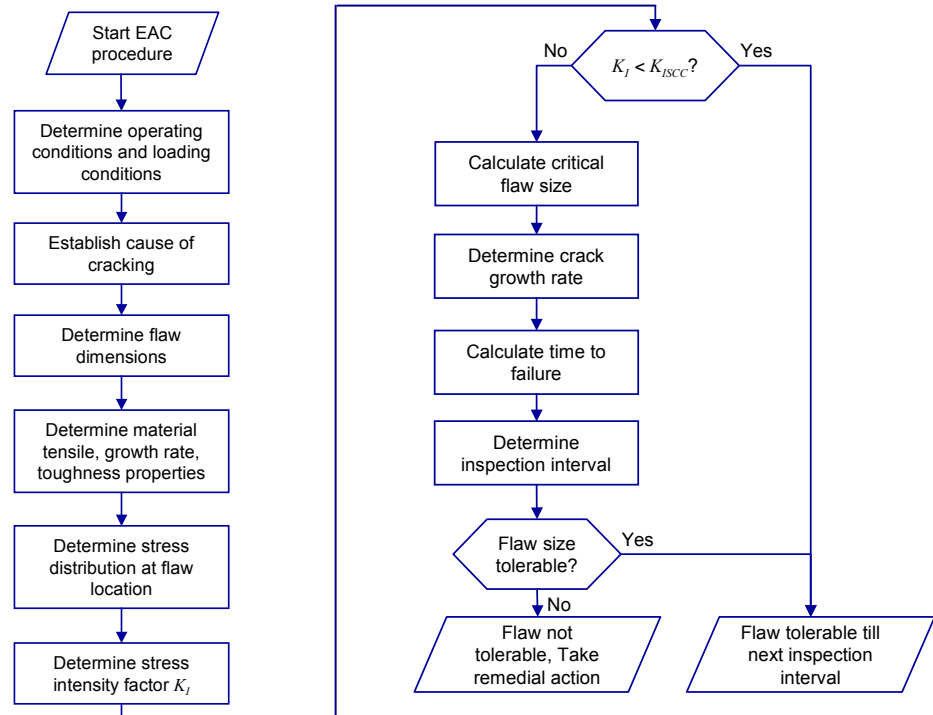 Start EAC
procedure
Determine operating
conditions and loading
conditions
Establish cause of
cracking
Determine flaw
dimensions
Determine material
tensile, growth rate,
toughness properties
Determine stress
distribution at flaw
location
Determine stress
intensity factor K_I
No
K_I < K_ISCC?
Yes
Calculate critical
flaw size
Determine crack
growth rate
Calculate time to
failure
Determine
inspection interval
Flaw size
tolerable?
Yes
No
Flaw not
tolerable, Take
remedial action
Flaw tolerable till
next inspection
interval